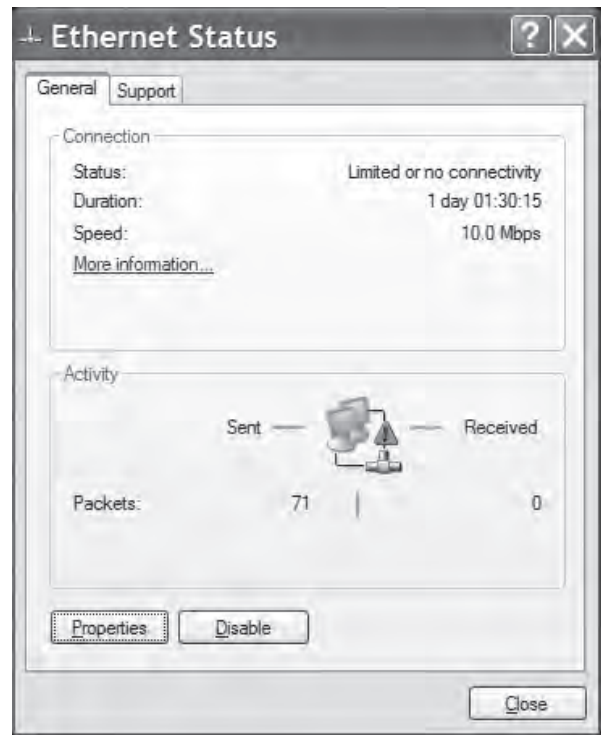 Ethernet Status
General Support
Connection
Status: Limited or no connectivity
Duration: 1 day 01:30:15
Speed: 10.0 Mbps
More information...
Activity
Sent Received
Packets: 71 0
Properties Disable
Close